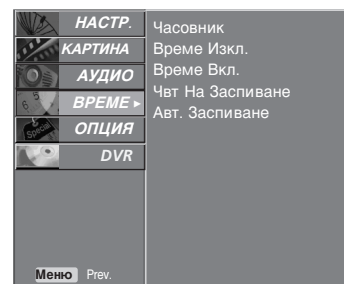 НАСТР.
КАРТИНА
АУДИО
ВРЕМЕ
ОПЦИЯ
DVR
Меню Prev.
Часовник
Време Изкл.
Време Вкл.
Чвт На Заспиване
Авт. Заспиване